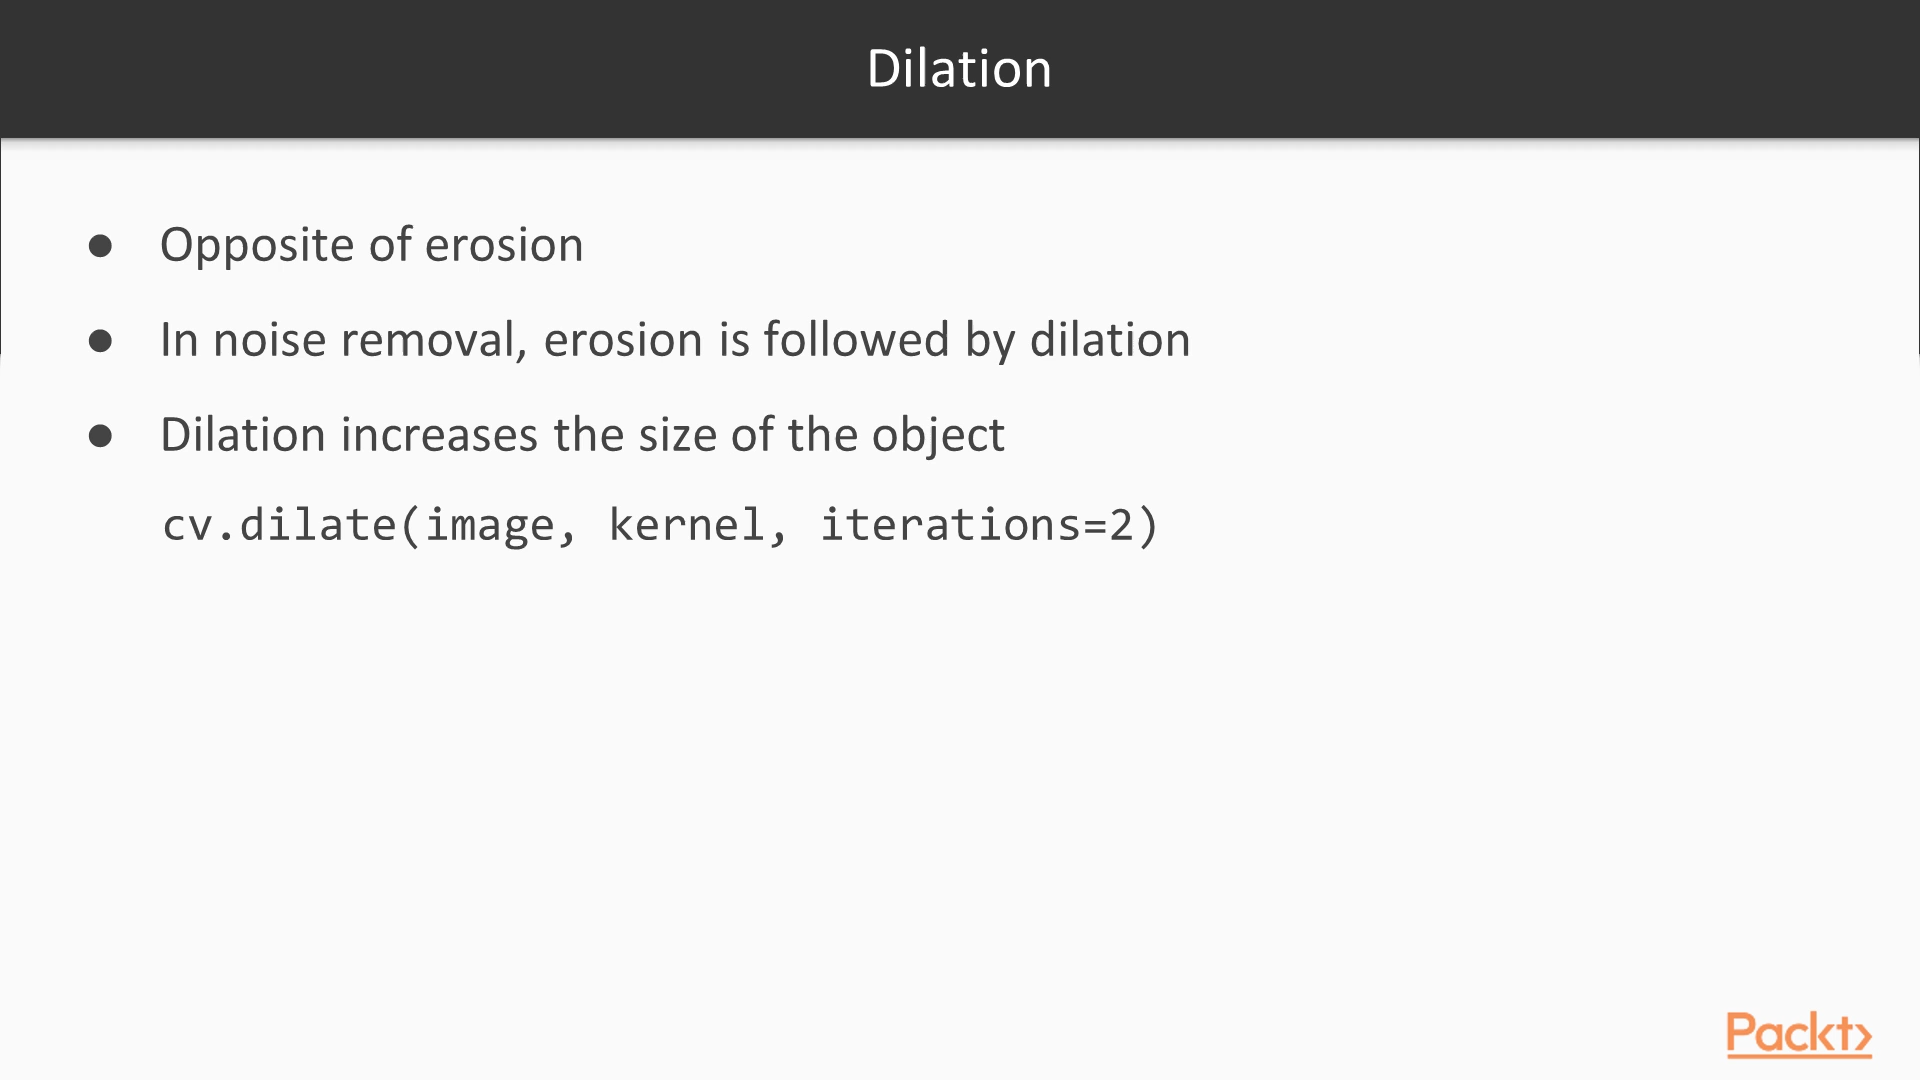 Dilation
● Opposite of erosion
● In noise removal, erosion is followed by dilation
● Dilation increases the size of the object
cv.dilate(image, kernel, iterations=2)
Packt>